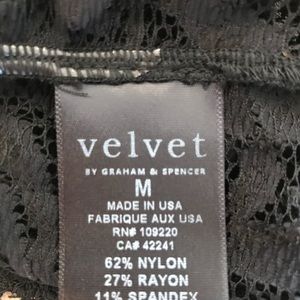 velvet
BY GRAHAM & SPENCER
M
MADE IN USA
FABRIQUE AUX USA
RN# 109220
CA# 42241
62% NYLON
27% RAYON
11% SPANDEX